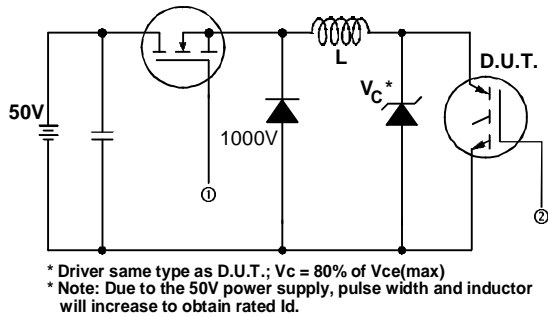 L
D.U.T.
V_C *
50V
1000V
①
②
* Driver same type as D.U.T.; Vc = 80% of Vce(max)
* Note: Due to the 50V power supply, pulse width and inductor
will increase to obtain rated Id.